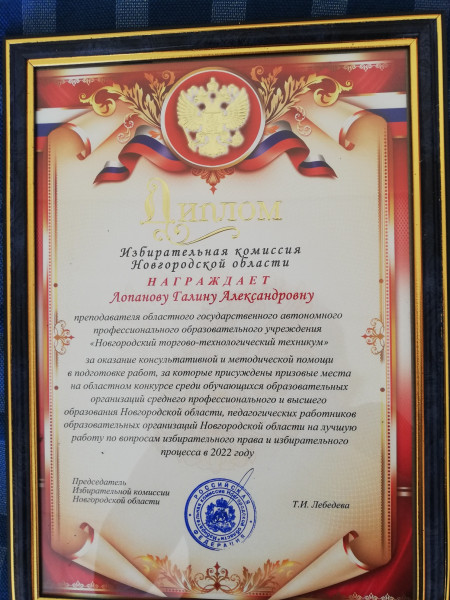 Диплом
Избирательная комиссия
Новгородской области
НАГРАЖДАЕТ
Лопанову Галину Александровну
преподавателя областного государственного автономного
профессионального образовательного учреждения
«Новгородский торгово-технологический техникум»
за оказание консультативной и методической помощи
в подготовке работ, за которые присуждены призовые места
на областном конкурсе среди обучающихся образовательных
организаций среднего профессионального и высшего
образования Новгородской области, педагогических работников
образовательных организаций Новгородской области на лучшую
работу по вопросам избирательного права и избирательного
процесса в 2022 году
Председатель
Избирательной комиссии
Новгородской области
Т.И. Лебедева
РОССИЙСКАЯ
ФЕДЕРАЦИЯ